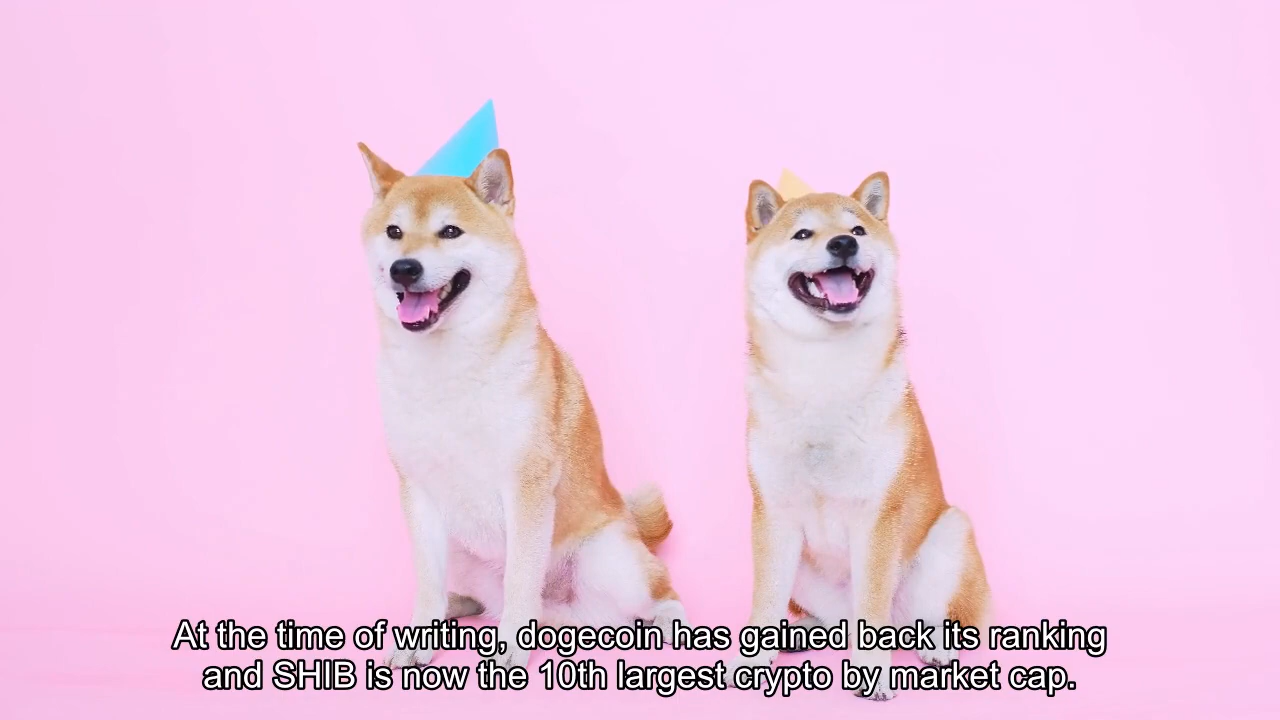 At the time of writing, dogecoin has gained back its ranking
and SHIB is now the 10th largest crypto by market cap.